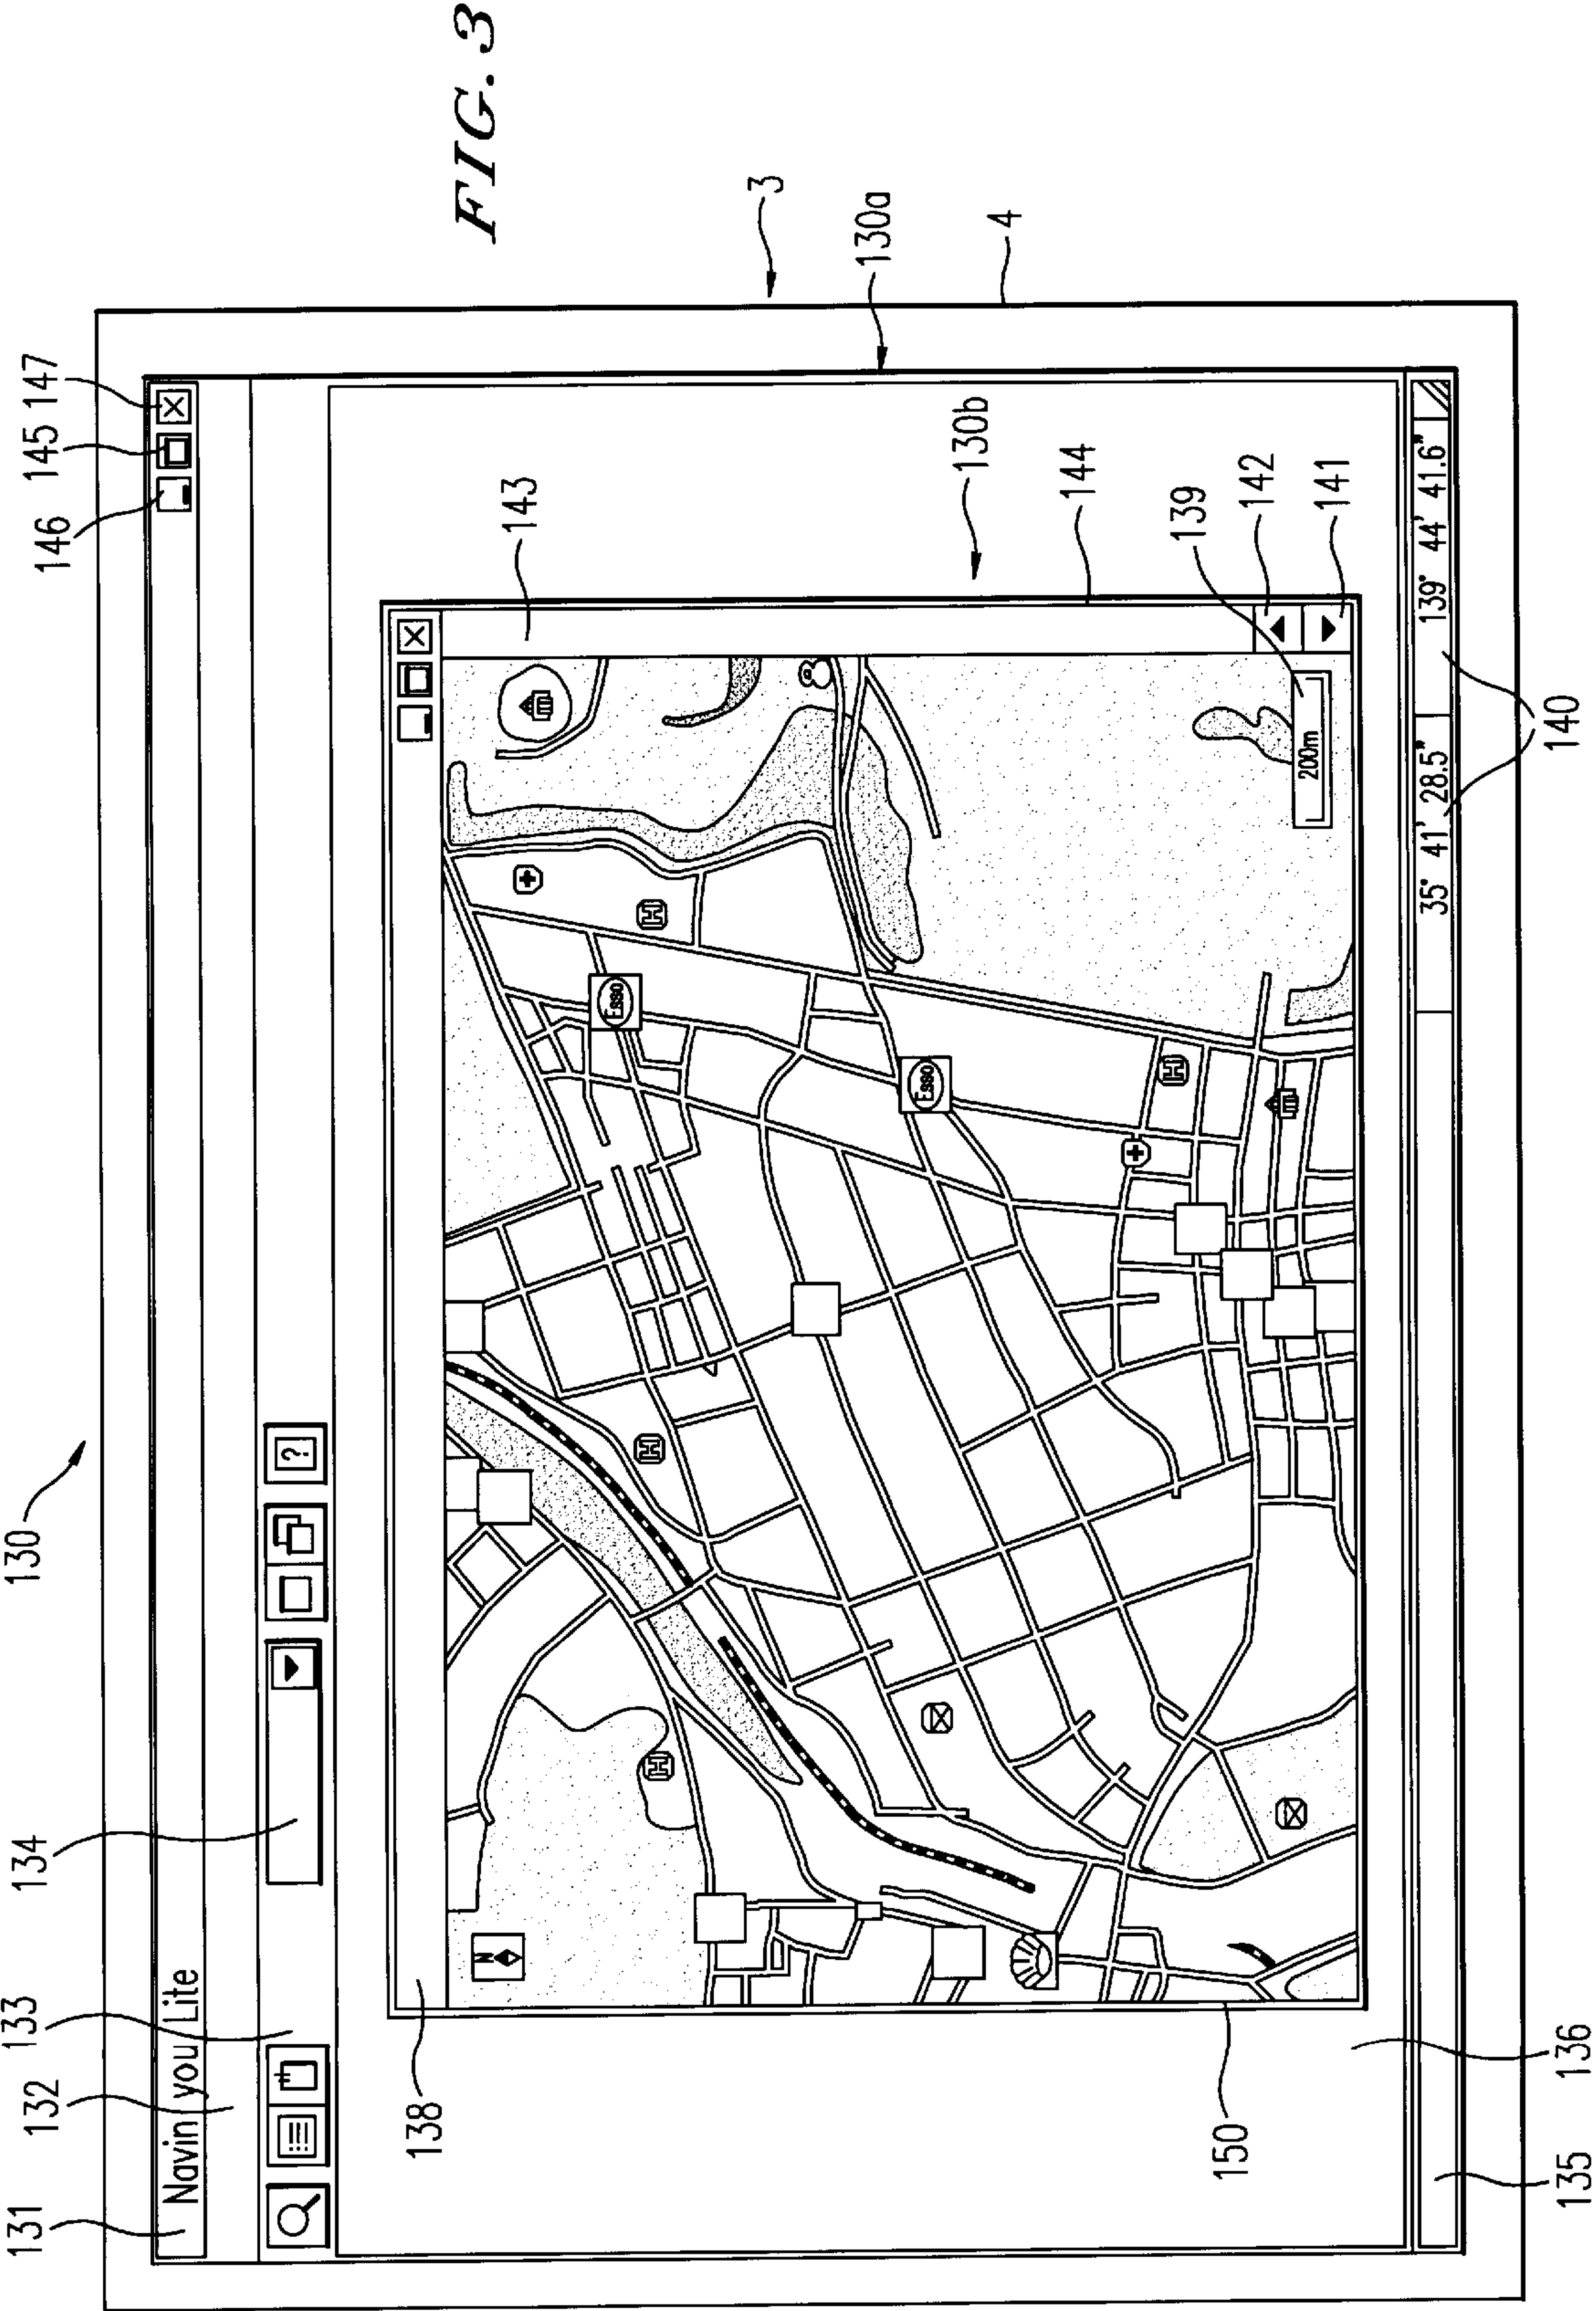 FIG. 3
130
131
132
133
134
146
145
147
Navin' you Lite
?
3
130a
4
143
130b
144
139
142
141
138
N
Esso
Esso
H
H
H
H
H
200m
150
136
135
35° 41' 28.5"
139° 44' 41.6"
140